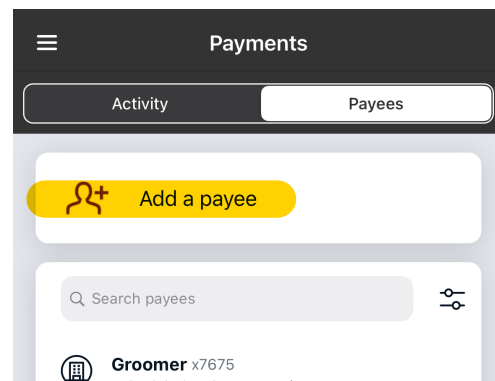 Payments
Activity
Payees
Add a payee
Search payees
Groomer x7675